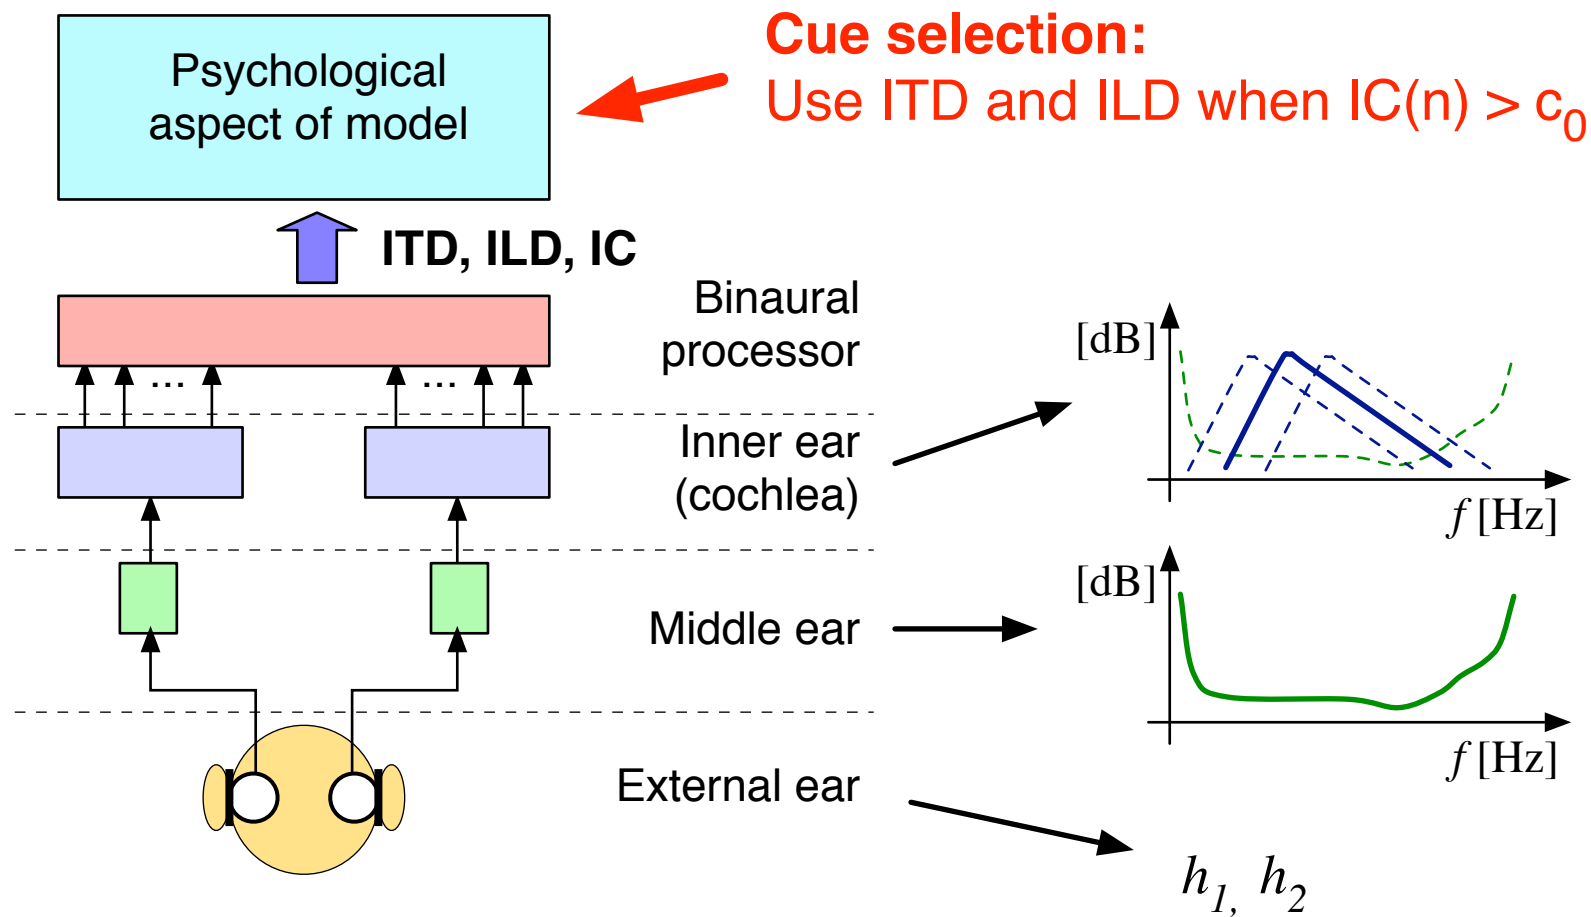 Cue selection:
Use ITD and ILD when IC(n) > c₀
Psychological
aspect of model
ITD, ILD, IC
Binaural
processor
...
...
Inner ear
(cochlea)
[dB]
f [Hz]
Middle ear
[dB]
f [Hz]
External ear
h₁, h₂